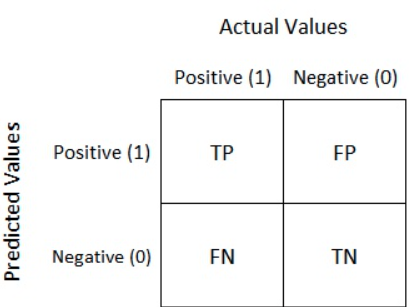 Actual Values
Positive (1) Negative (0)
Predicted Values
Positive (1) TP FP
Negative (0) FN TN